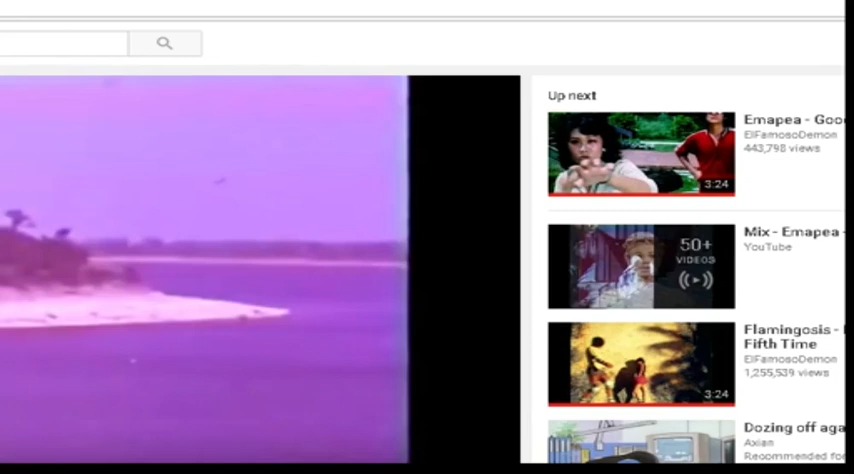 Up next
Emapea - Goo
ElFamosoDemon
443,798 views
3:24
Mix - Emapea -
YouTube
50+
VIDEOS
Flamingosis -
Fifth Time
ElFamosoDemon
1,255,539 views
3:24
Dozing off aga
Axian
Recommended for